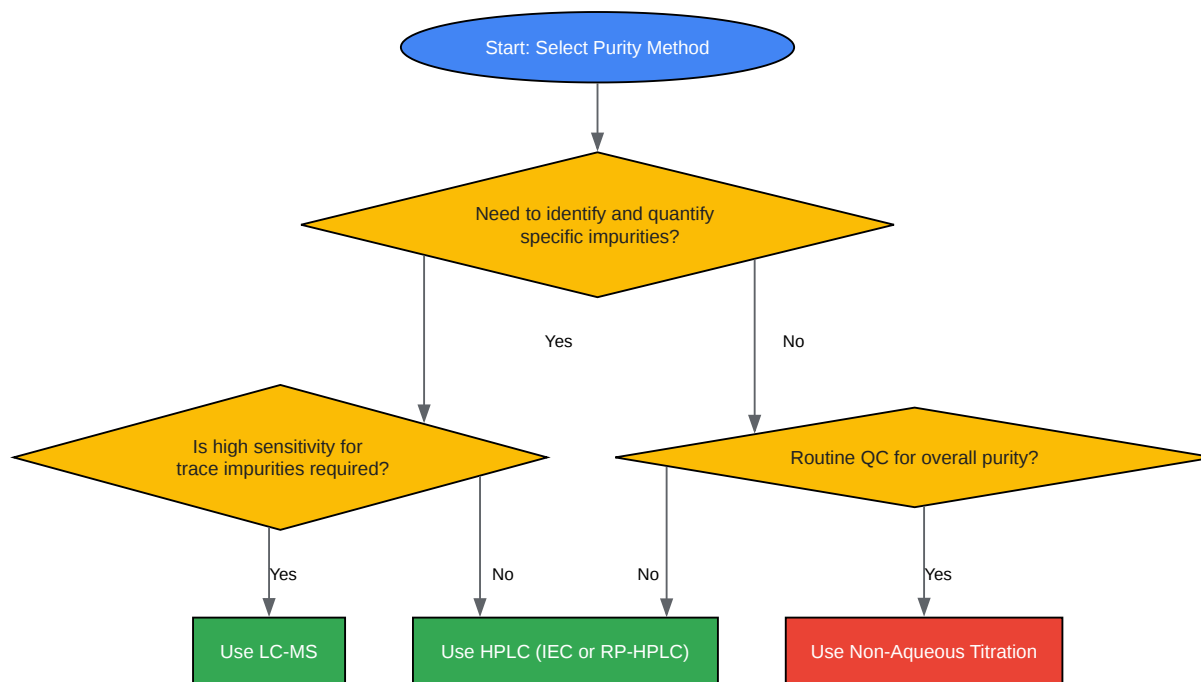 Start: Select Purity Method
Need to identify and quantify
specific impurities?
Yes
No
Is high sensitivity for
trace impurities required?
Routine QC for overall purity?
Yes
No
No
Yes
Use LC-MS
Use HPLC (IEC or RP-HPLC)
Use Non-Aqueous Titration